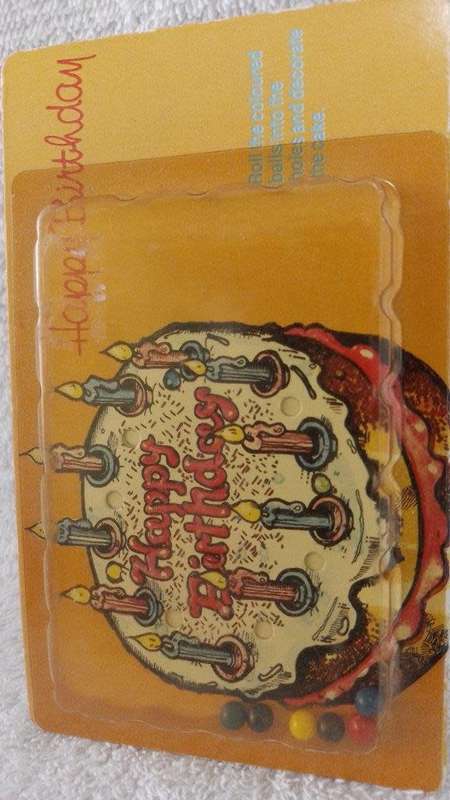 Happy Birthday
Roll the coloured
balls into the
holes and decorate
the cake.
Happy
Birthday